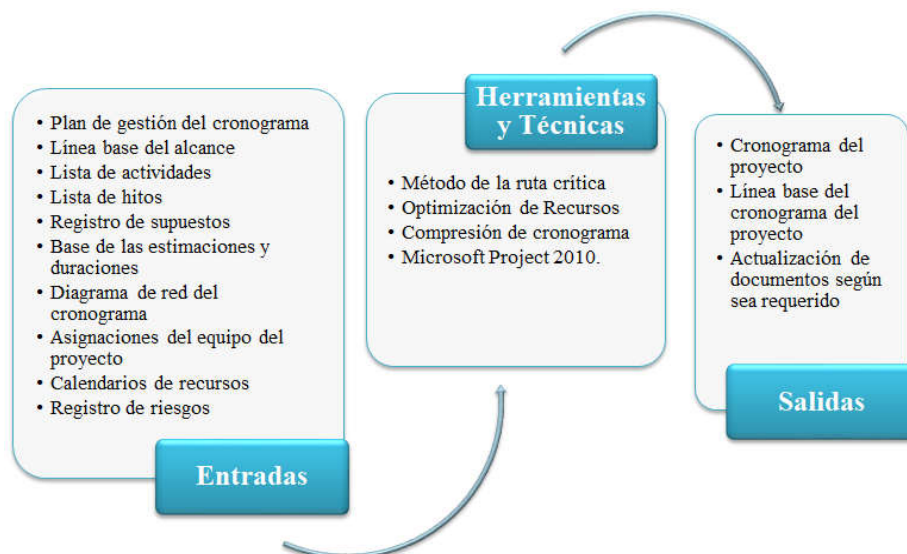 • Plan de gestión del cronograma
• Línea base del alcance
• Lista de actividades
• Lista de hitos
• Registro de supuestos
• Base de las estimaciones y
duraciones
• Diagrama de red del
cronograma
• Asignaciones del equipo del
proyecto
• Calendarios de recursos
• Registro de riesgos
Entradas
Herramientas
y Técnicas
• Método de la ruta crítica
• Optimización de Recursos
• Compresión de cronograma
• Microsoft Project 2010.
• Cronograma del
proyecto
• Línea base del
cronograma del
proyecto
• Actualización de
documentos según
sea requerido
Salidas